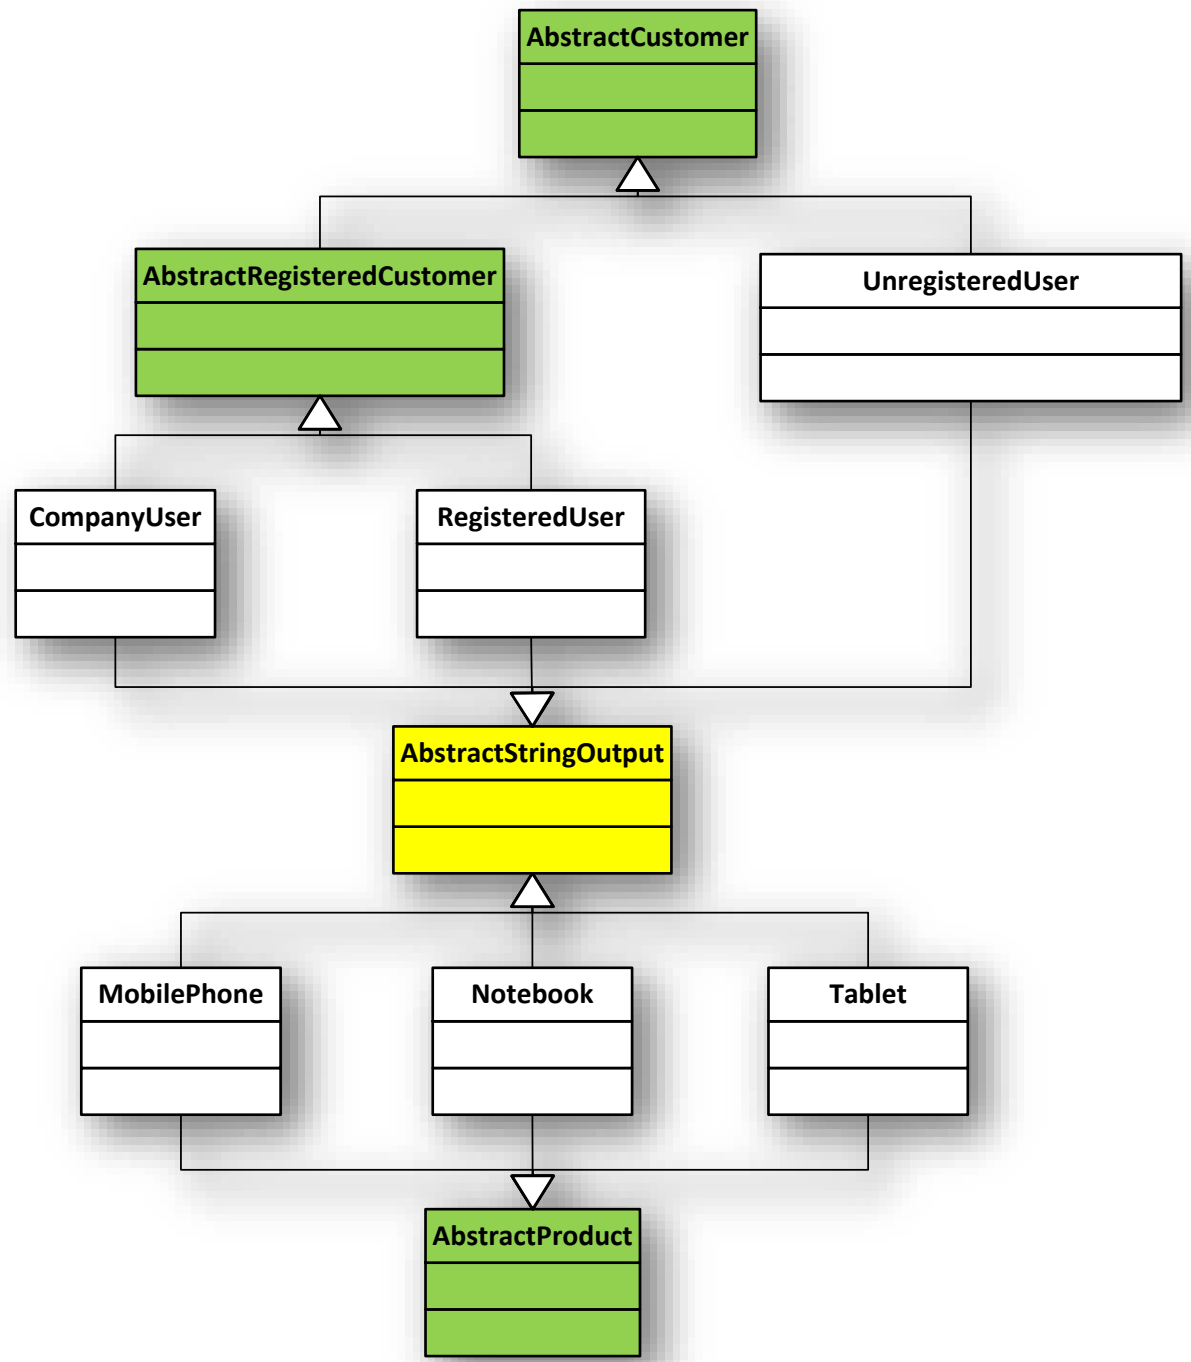 AbstractCustomer
AbstractRegisteredCustomer
UnregisteredUser
CompanyUser
RegisteredUser
AbstractStringOutput
MobilePhone
Notebook
Tablet
AbstractProduct